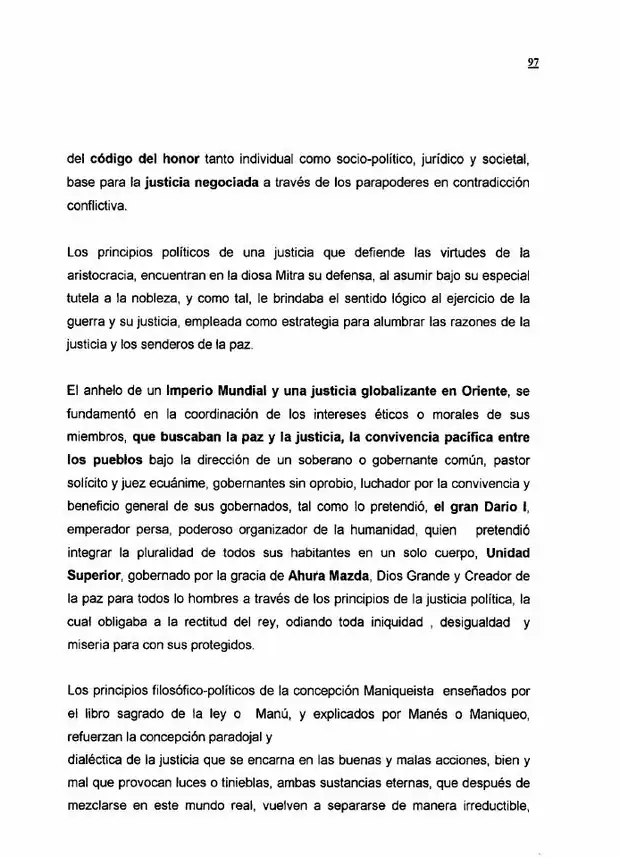 97
del código del honor tanto individual como socio-político, jurídico y societal,
base para la justicia negociada a través de los parapoderes en contradicción
conflictiva.
Los principios políticos de una justicia que defiende las virtudes de la
aristocracia, encuentran en la diosa Mitra su defensa, al asumir bajo su especial
tutela a la nobleza, y como tal, le brindaba el sentido lógico al ejercicio de la
guerra y su justicia, empleada como estrategia para alumbrar las razones de la
justicia y los senderos de la paz.
El anhelo de un Imperio Mundial y una justicia globalizante en Oriente, se
fundamentó en la coordinación de los intereses éticos o morales de sus
miembros, que buscaban la paz y la justicia, la convivencia pacífica entre
los pueblos bajo la dirección de un soberano o gobernante común, pastor
solícito y juez ecuánime, gobernantes sin oprobio, luchador por la convivencia y
beneficio general de sus gobernados, tal como lo pretendió, el gran Dario I,
emperador persa, poderoso organizador de la humanidad, quien pretendió
integrar la pluralidad de todos sus habitantes en un solo cuerpo, Unidad
Superior, gobernado por la gracia de Ahura Mazda, Dios Grande y Creador de
la paz para todos lo hombres a través de los principios de la justicia política, la
cual obligaba a la rectitud del rey, odiando toda iniquidad , desigualdad y
miseria para con sus protegidos.
Los principios filosófico-políticos de la concepción Maniqueista enseñados por
el libro sagrado de la ley o Manú, y explicados por Manés o Maniqueo,
refuerzan la concepción paradojal y
dialéctica de la justicia que se encarna en las buenas y malas acciones, bien y
mal que provocan luces o tinieblas, ambas sustancias eternas, que después de
mezclarse en este mundo real, vuelven a separarse de manera irreductible,